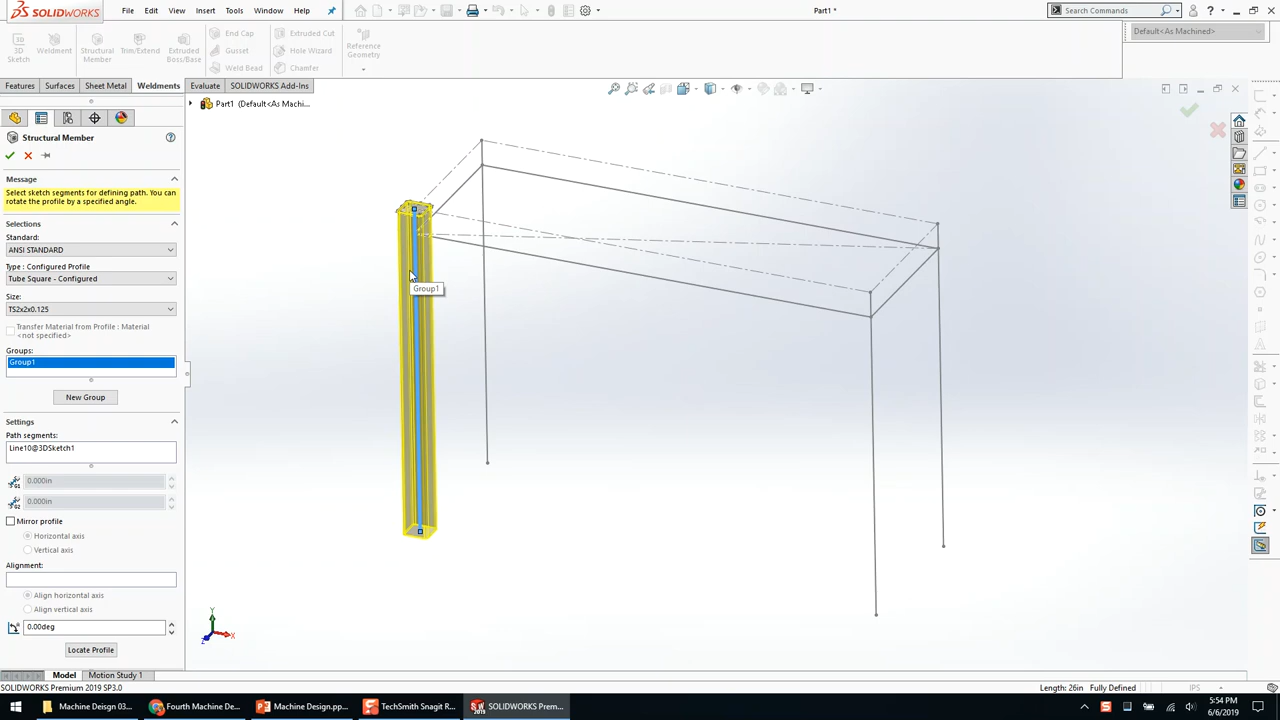 SOLIDWORKS File Edit View Insert Tools Window Help Part1 * Search Commands
3D Sketch Weldment Structural Member Trim/Extend Extruded Boss/Base End Cap Extruded Cut Reference Geometry Default<As Machined>
Gusset Hole Wizard
Weld Bead Chamfer
Features Surfaces Sheet Metal Weldments Evaluate SOLIDWORKS Add-Ins
Part1 (Default<As Machi...
Structural Member
Message
Select sketch segments for defining path. You can
rotate the profile by a specified angle.
Selections
Standard:
ANSI STANDARD
Type : Configured Profile
Tube Square - Configured
Size:
TS2x2x0.125
Transfer Material from Profile : Material
<not specified>
Groups:
Group1
New Group
Settings
Path segments:
Line10@3DSketch1
G1 0.000in
G2 0.000in
Mirror profile
Horizontal axis
Vertical axis
Alignment:
Align horizontal axis
Align vertical axis
0.00deg
Locate Profile
Group1
Y
X
Z
Model Motion Study 1
SOLIDWORKS Premium 2019 SP3.0 Length: 26in Fully Defined IPS
Machine Deisgn 03... Fourth Machine De... Machine Design.pp... TechSmith Snagit R... SOLIDWORKS Prem... 5:54 PM
6/6/2019